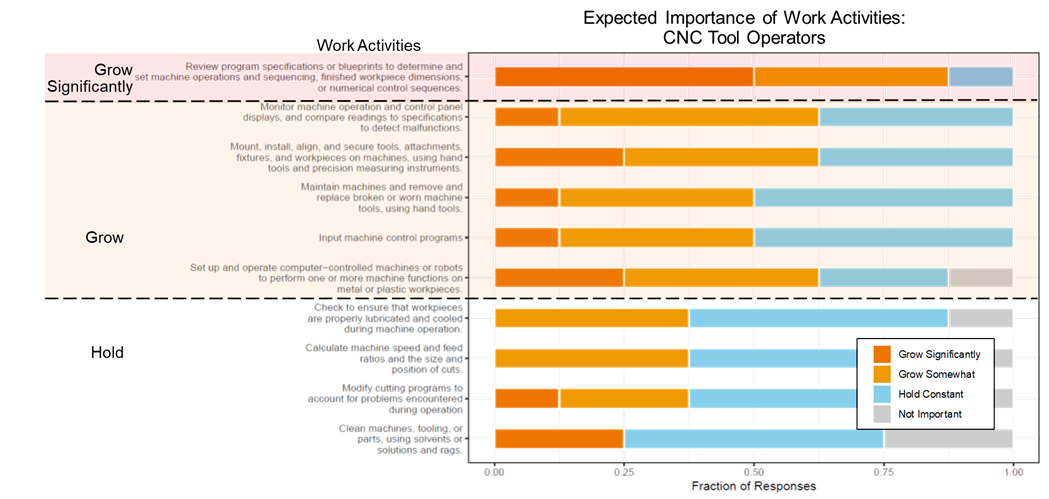 Expected Importance of Work Activities:
CNC Tool Operators
Work Activities
Grow
Significantly
Review program specifications or blueprints to determine and
set machine operations and sequencing, finished workpiece dimensions,
or numerical control sequences.
Monitor machine operation and control panel
displays, and compare readings to specifications
to detect malfunctions.
Mount, install, align, and secure tools, attachments,
fixtures, and workpieces on machines, using hand
tools and precision measuring instruments.
Maintain machines and remove and
replace broken or worn machine
tools, using hand tools.
Grow
Input machine control programs
Set up and operate computer−controlled machines or robots
to perform one or more machine functions on
metal or plastic workpieces.
Check to ensure that workpieces
are properly lubricated and cooled
during machine operation.
Hold
Calculate machine speed and feed
ratios and the size and
position of cuts.
Modify cutting programs to
account for problems encountered
during operation
Clean machines, tooling, or
parts, using solvents or
solutions and rags.
Grow Significantly
Grow Somewhat
Hold Constant
Not Important
0.00 0.25 0.50 0.75 1.00
Fraction of Responses